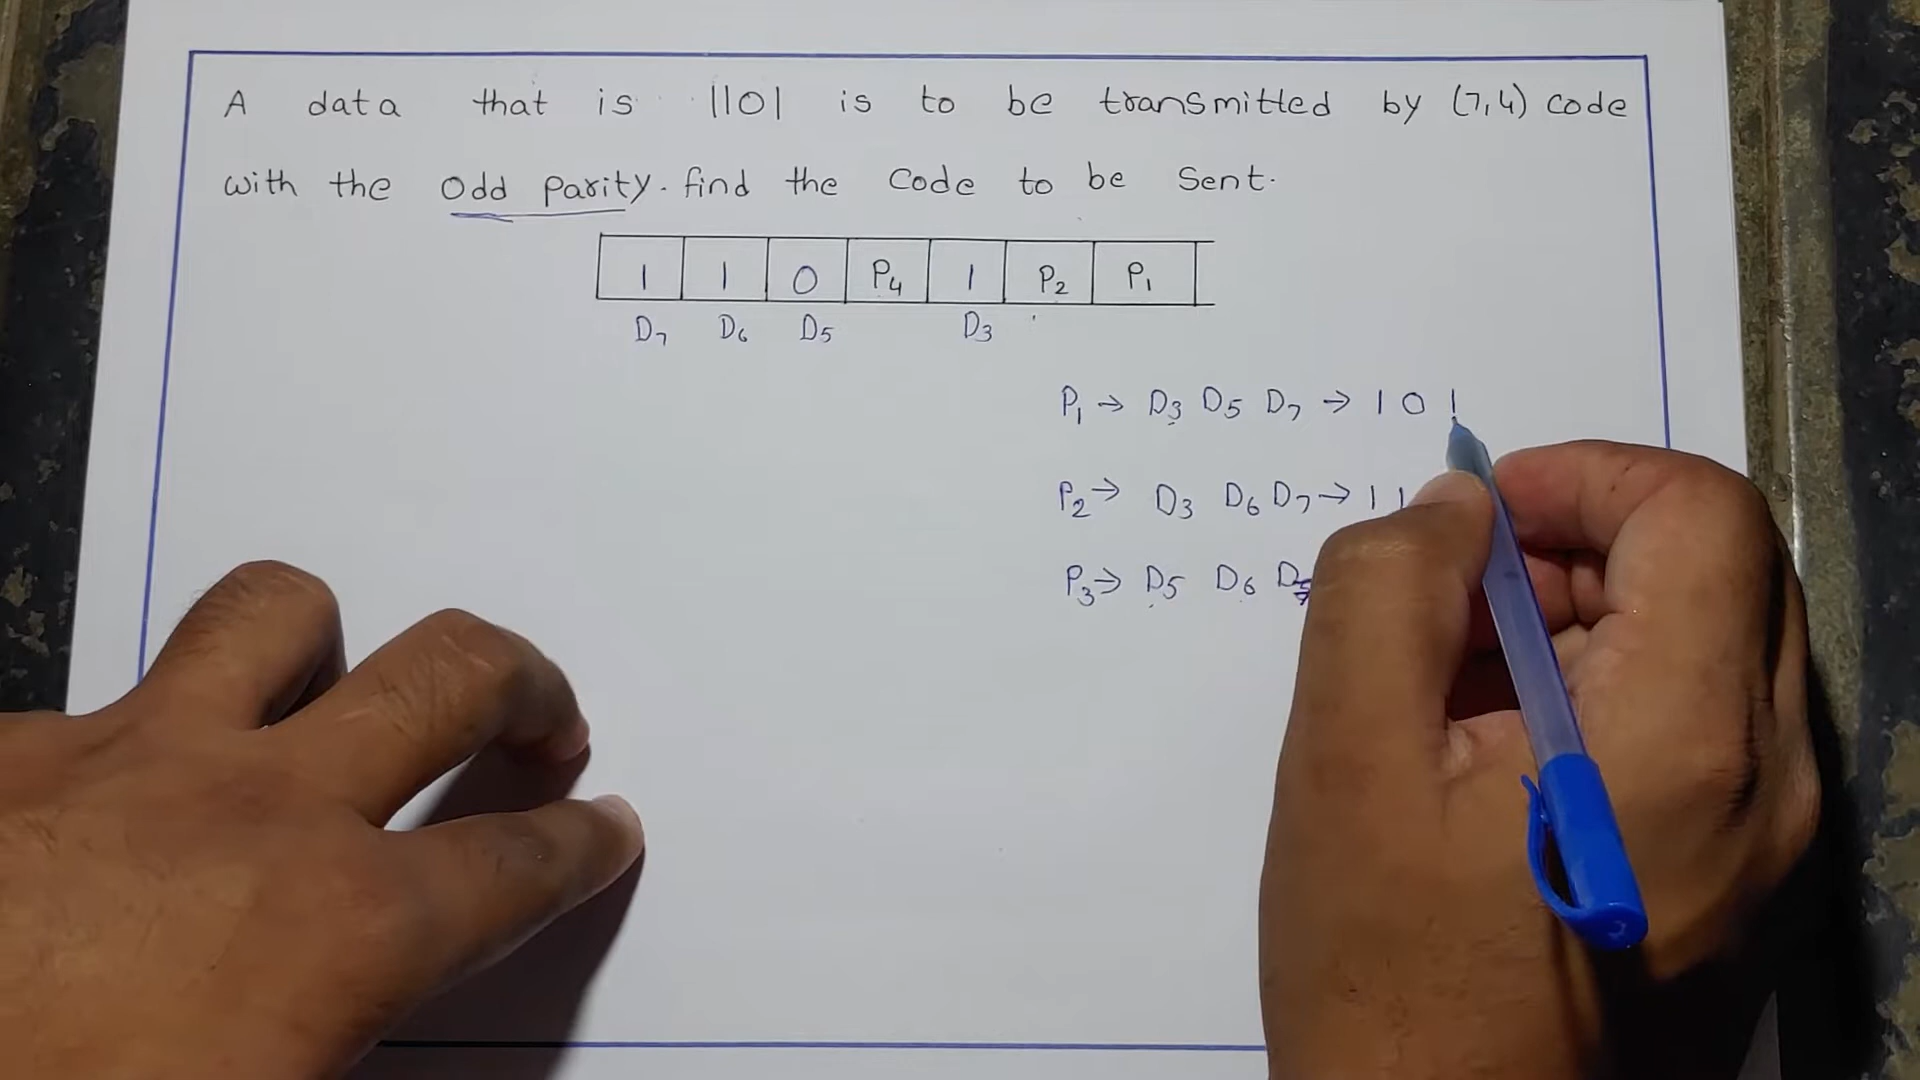 A data that is 1101 is to be transmitted by (7,4) code
with the odd parity. find the code to be sent.
1 1 0 P4 1 P2 P1
D7 D6 D5 D3
P1 → D3 D5 D7 → 1 0 1
P2 → D3 D6 D7 → 1 1
P3 → D5 D6